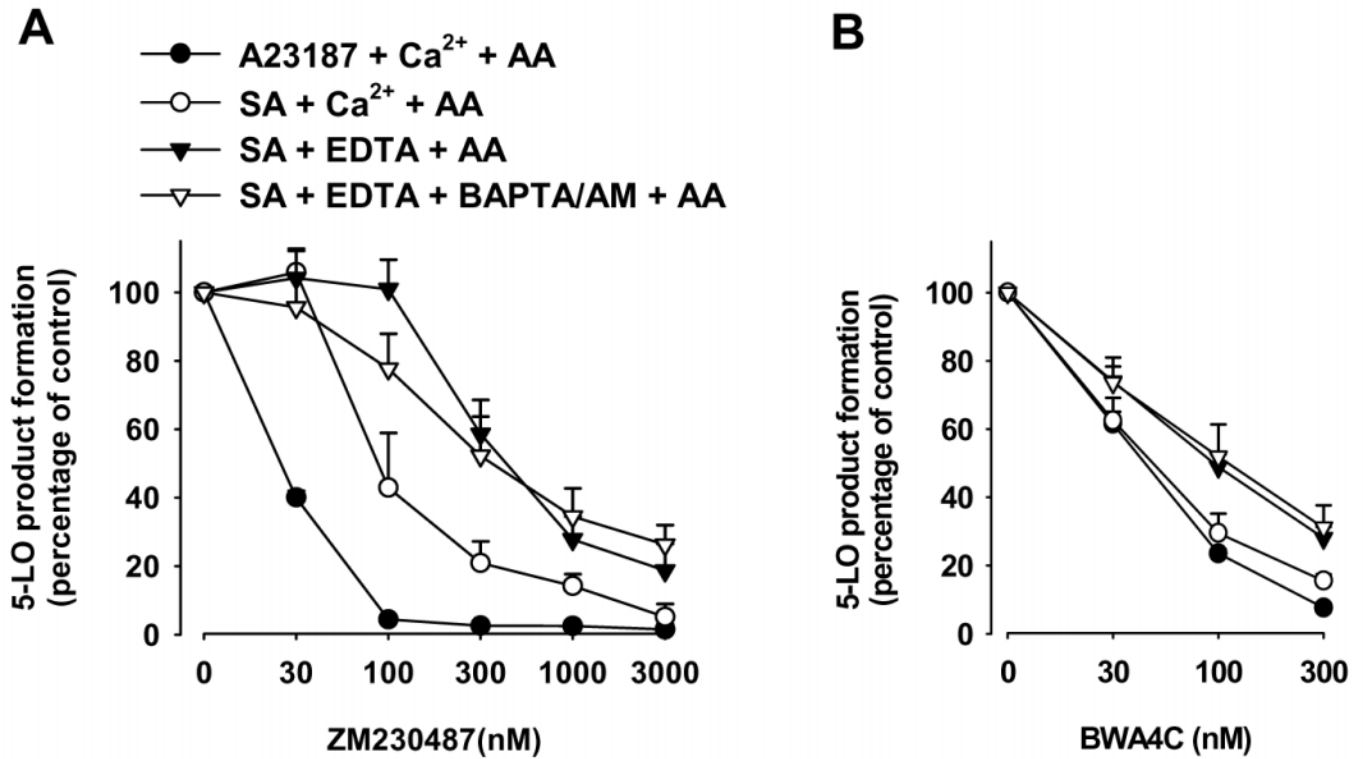 A
A23187 + Ca²⁺ + AA
SA + Ca²⁺ + AA
SA + EDTA + AA
SA + EDTA + BAPTA/AM + AA
5-LO product formation
(percentage of control)
100
80
60
40
20
0
0 30 100 300 1000 3000
ZM230487(nM)
B
5-LO product formation
(percentage of control)
100
80
60
40
20
0
0 30 100 300
BWA4C (nM)